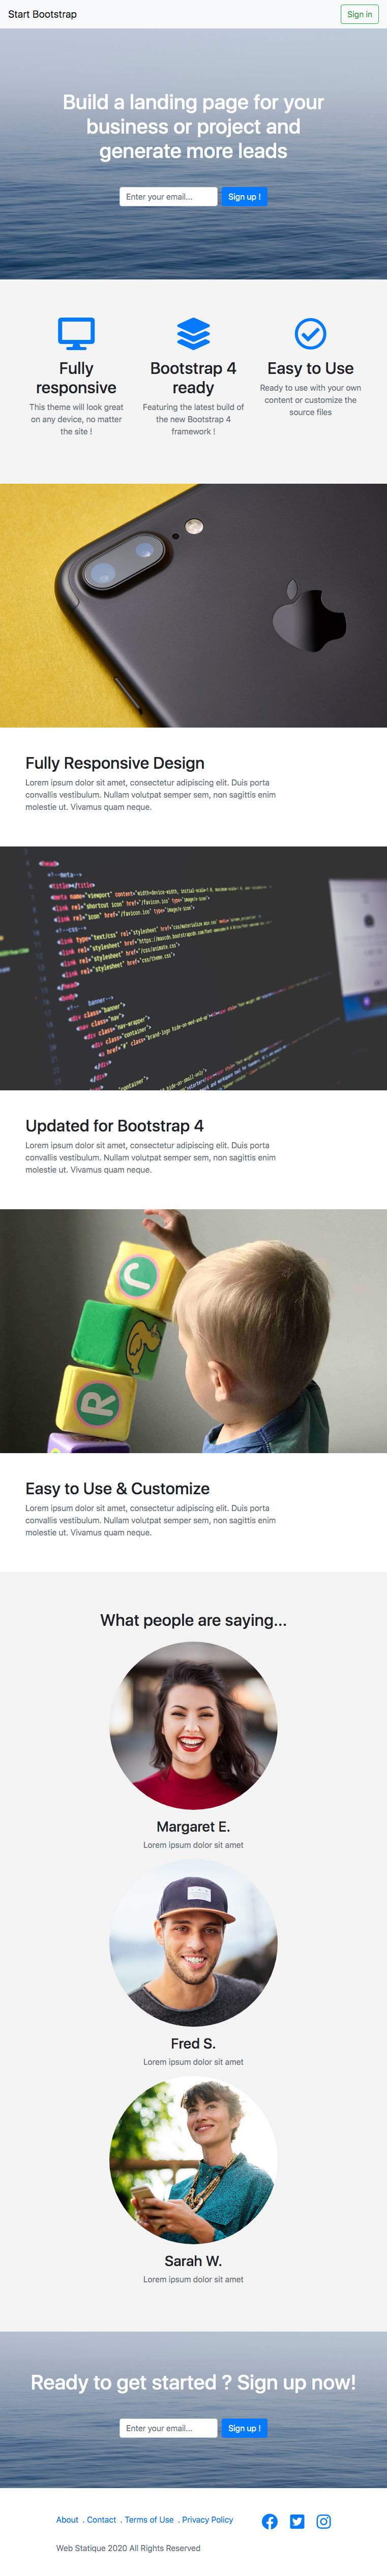 Start Bootstrap
Sign in
Build a landing page for your
business or project and
generate more leads
Enter your email...
Sign up !
Fully
responsive
This theme will look great
on any device, no matter
the site !
Bootstrap 4
ready
Featuring the latest build of
the new Bootstrap 4
framework !
Easy to Use
Ready to use with your own
content or customize the
source files
Fully Responsive Design
Lorem ipsum dolor sit amet, consectetur adipiscing elit. Duis porta
convallis vestibulum. Nullam volutpat semper sem, non sagittis enim
molestie ut. Vivamus quam neque.
Updated for Bootstrap 4
Lorem ipsum dolor sit amet, consectetur adipiscing elit. Duis porta
convallis vestibulum. Nullam volutpat semper sem, non sagittis enim
molestie ut. Vivamus quam neque.
R
Easy to Use & Customize
Lorem ipsum dolor sit amet, consectetur adipiscing elit. Duis porta
convallis vestibulum. Nullam volutpat semper sem, non sagittis enim
molestie ut. Vivamus quam neque.
What people are saying...
Margaret E.
Lorem ipsum dolor sit amet
Fred S.
Lorem ipsum dolor sit amet
Sarah W.
Lorem ipsum dolor sit amet
Ready to get started ? Sign up now!
Enter your email...
Sign up !
About . Contact . Terms of Use . Privacy Policy
Web Statique 2020 All Rights Reserved